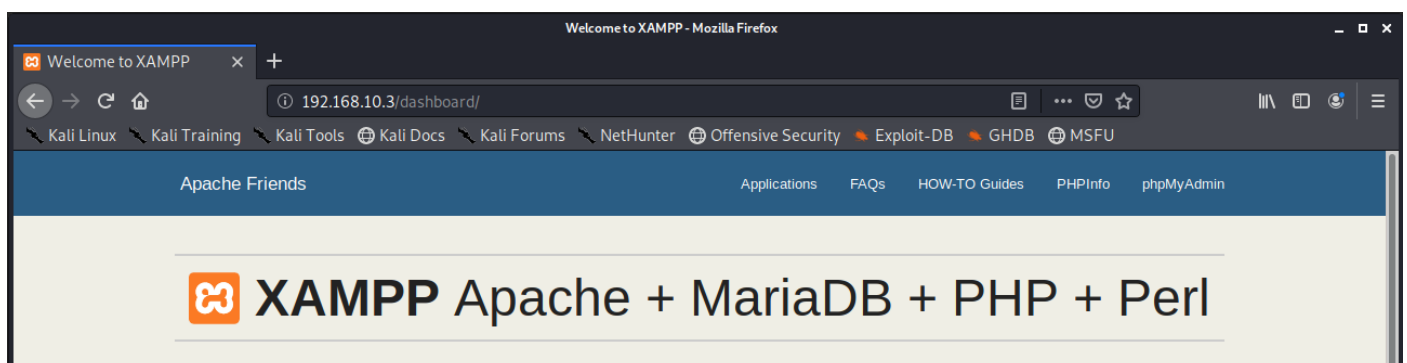 Welcome to XAMPP - Mozilla Firefox
Welcome to XAMPP
192.168.10.3/dashboard/
Kali Linux Kali Training Kali Tools Kali Docs Kali Forums NetHunter Offensive Security Exploit-DB GHDB MSFU
Apache Friends Applications FAQs HOW-TO Guides PHPInfo phpMyAdmin
XAMPP Apache + MariaDB + PHP + Perl